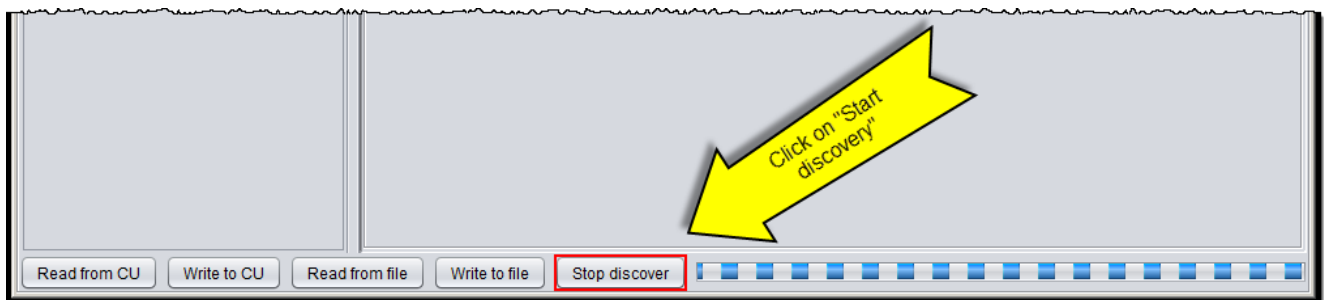 Click on "Start
discovery"
Read from CU
Write to CU
Read from file
Write to file
Stop discover